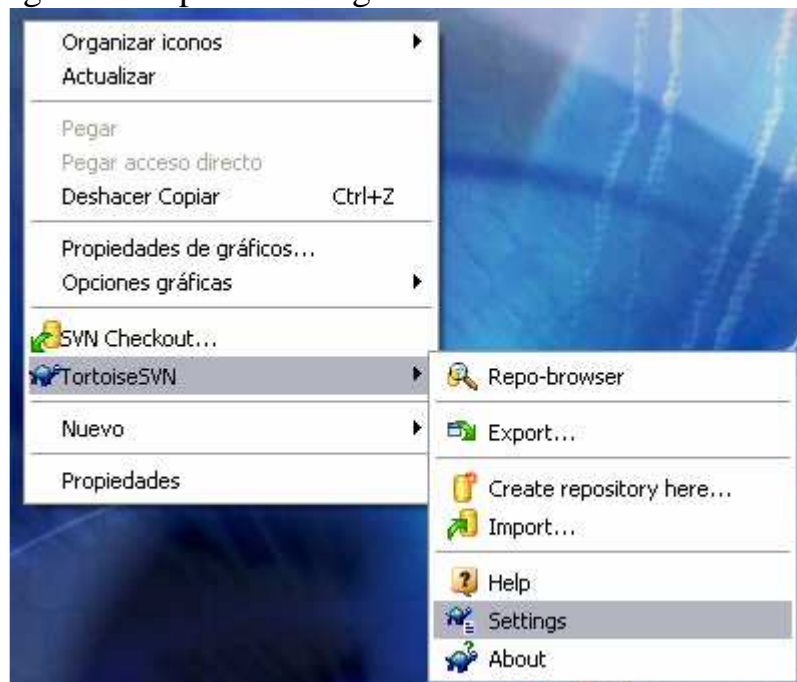 Organizar iconos
Actualizar
Pegar
Pegar acceso directo
Deshacer Copiar Ctrl+Z
Propiedades de gráficos...
Opciones gráficas
SVN Checkout...
TortoiseSVN
Nuevo
Propiedades
Repo-browser
Export...
Create repository here...
Import...
Help
Settings
About